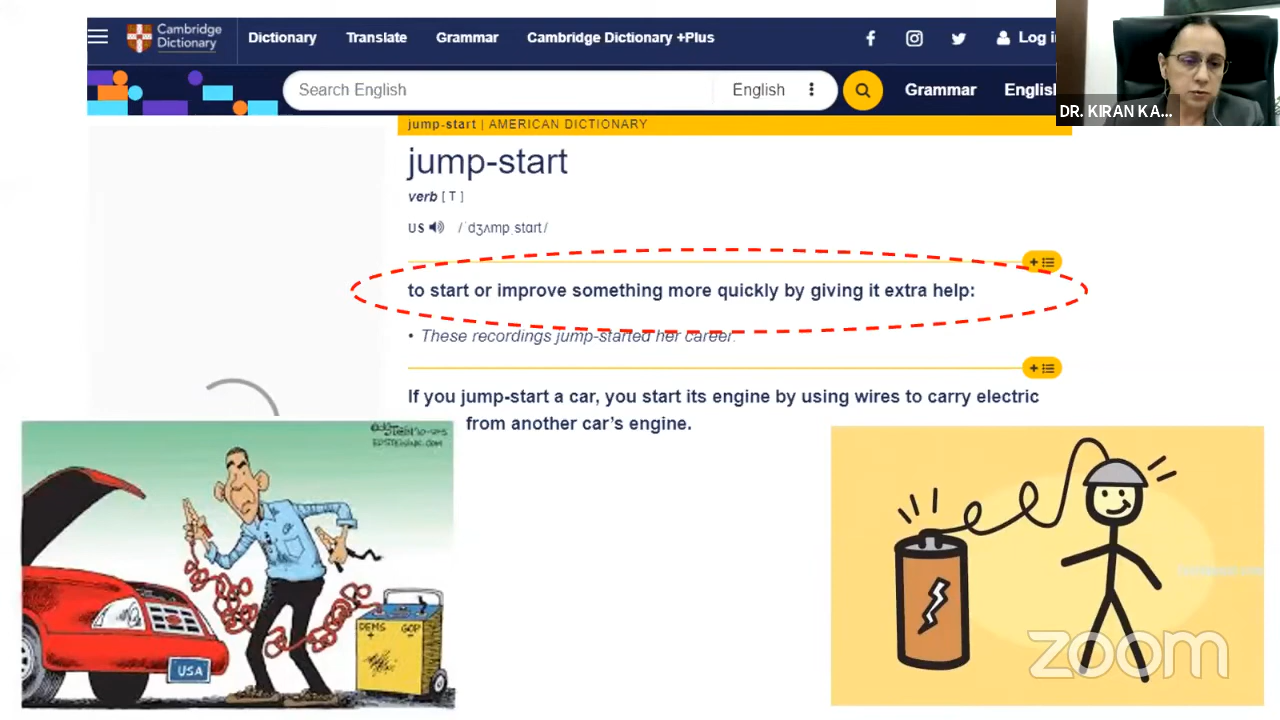 Cambridge Dictionary
Dictionary Translate Grammar Cambridge Dictionary +Plus
Search English English Grammar
DR. KIRAN KA...
jump-start | AMERICAN DICTIONARY
jump-start
verb [ T ]
US /ˈdʒʌmp stɑrt/
to start or improve something more quickly by giving it extra help:
• These recordings jump-started her career.
If you jump-start a car, you start its engine by using wires to carry electric
from another car’s engine.
DEMS GOP
+ –
USA
zoom